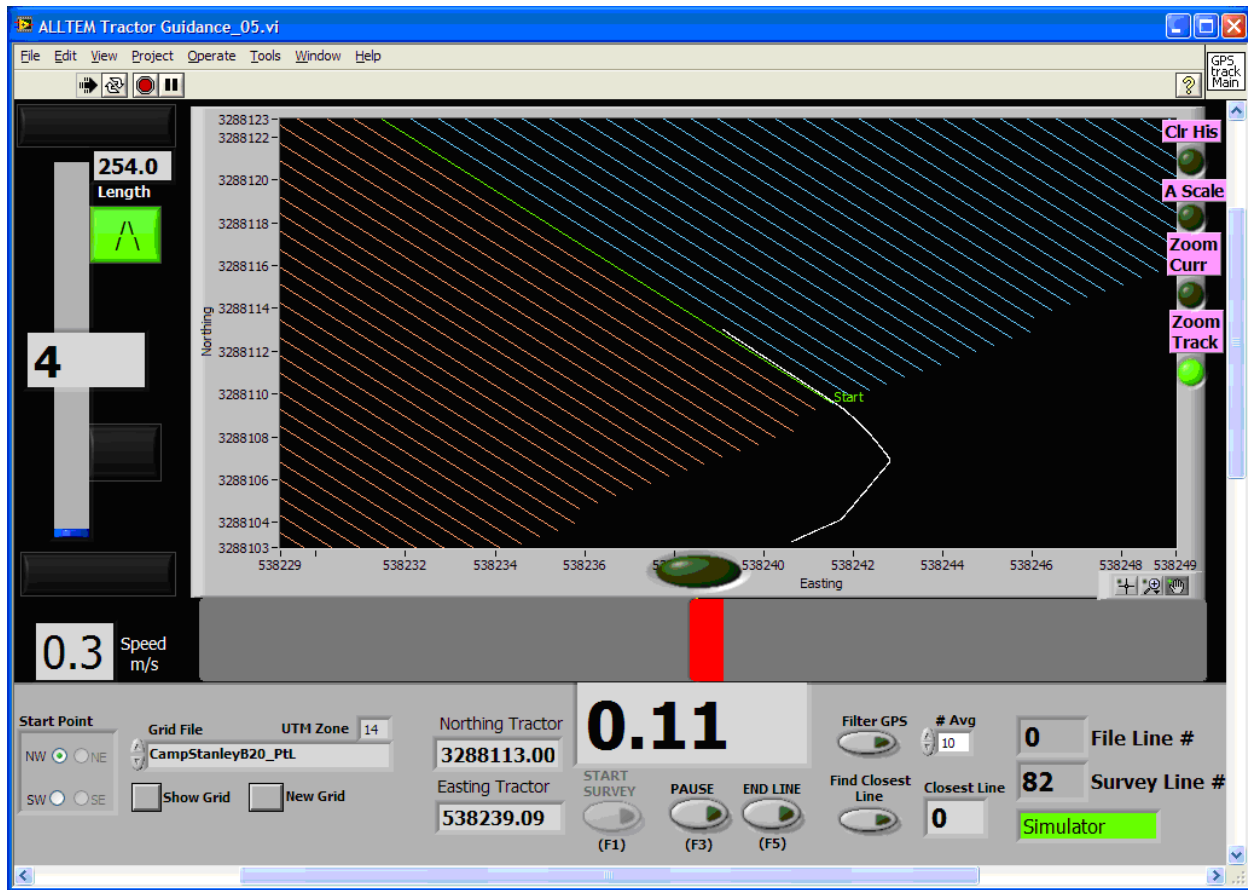 ALLTEM Tractor Guidance_05.vi
File Edit View Project Operate Tools Window Help
GPS
track
Main
254.0
Length
4
0.3 Speed
m/s
Northing
3288123
3288122
3288120
3288118
3288116
3288114
3288112
3288110
3288108
3288106
3288104
3288103
Start
538229 538232 538234 538236 538240 538242 538244 538246 538248 538249
Easting
Clr His
A Scale
Zoom
Curr
Zoom
Track
Start Point
NW NE
SW SE
Grid File UTM Zone 14
CampStanleyB20_PtL
Show Grid New Grid
Northing Tractor
3288113.00
Easting Tractor
538239.09
0.11
START
SURVEY PAUSE END LINE
(F1) (F3) (F5)
Filter GPS # Avg
10
Find Closest
Line
Closest Line
0
0 File Line #
82 Survey Line #
Simulator